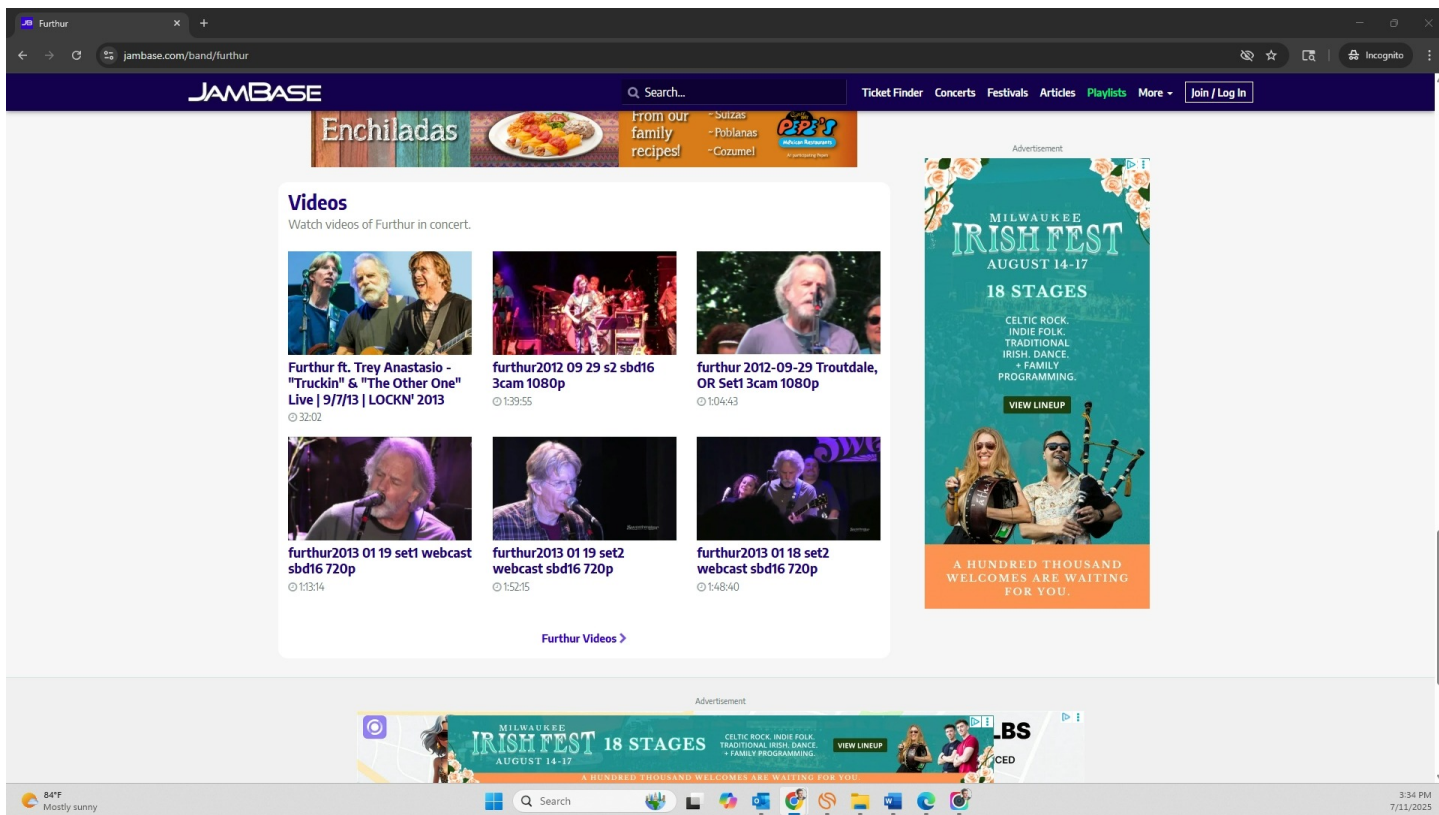 JB Furthur
jambase.com/band/furthur
Incognito
JAMBASE
Search...
Ticket Finder Concerts Festivals Articles Playlists More Join / Log In
Enchiladas
From our
family
recipes!
-Suizas
-Poblanas
-Cozumel
PEPE'S
Advertisement
Videos
Watch videos of Furthur in concert.
Furthur ft. Trey Anastasio -
"Truckin" & "The Other One"
Live | 9/7/13 | LOCKN' 2013
32:02
furthur2012 09 29 s2 sbd16
3cam 1080p
1:39:55
furthur 2012-09-29 Troutdale,
OR Set1 3cam 1080p
1:04:43
furthur2013 01 19 set1 webcast
sbd16 720p
1:13:14
furthur2013 01 19 set2
webcast sbd16 720p
1:52:15
furthur2013 01 18 set2
webcast sbd16 720p
1:48:40
Furthur Videos
MILWAUKEE
IRISH FEST
AUGUST 14-17
18 STAGES
CELTIC ROCK.
INDIE FOLK.
TRADITIONAL
IRISH. DANCE.
+ FAMILY
PROGRAMMING.
VIEW LINEUP
A HUNDRED THOUSAND
WELCOMES ARE WAITING
FOR YOU.
Advertisement
MILWAUKEE
IRISH FEST
AUGUST 14-17
18 STAGES
CELTIC ROCK. INDIE FOLK.
TRADITIONAL IRISH. DANCE.
+ FAMILY PROGRAMMING.
VIEW LINEUP
A HUNDRED THOUSAND WELCOMES ARE WAITING FOR YOU.
LBS
CED
84°F
Mostly sunny
Search
3:34 PM
7/11/2025